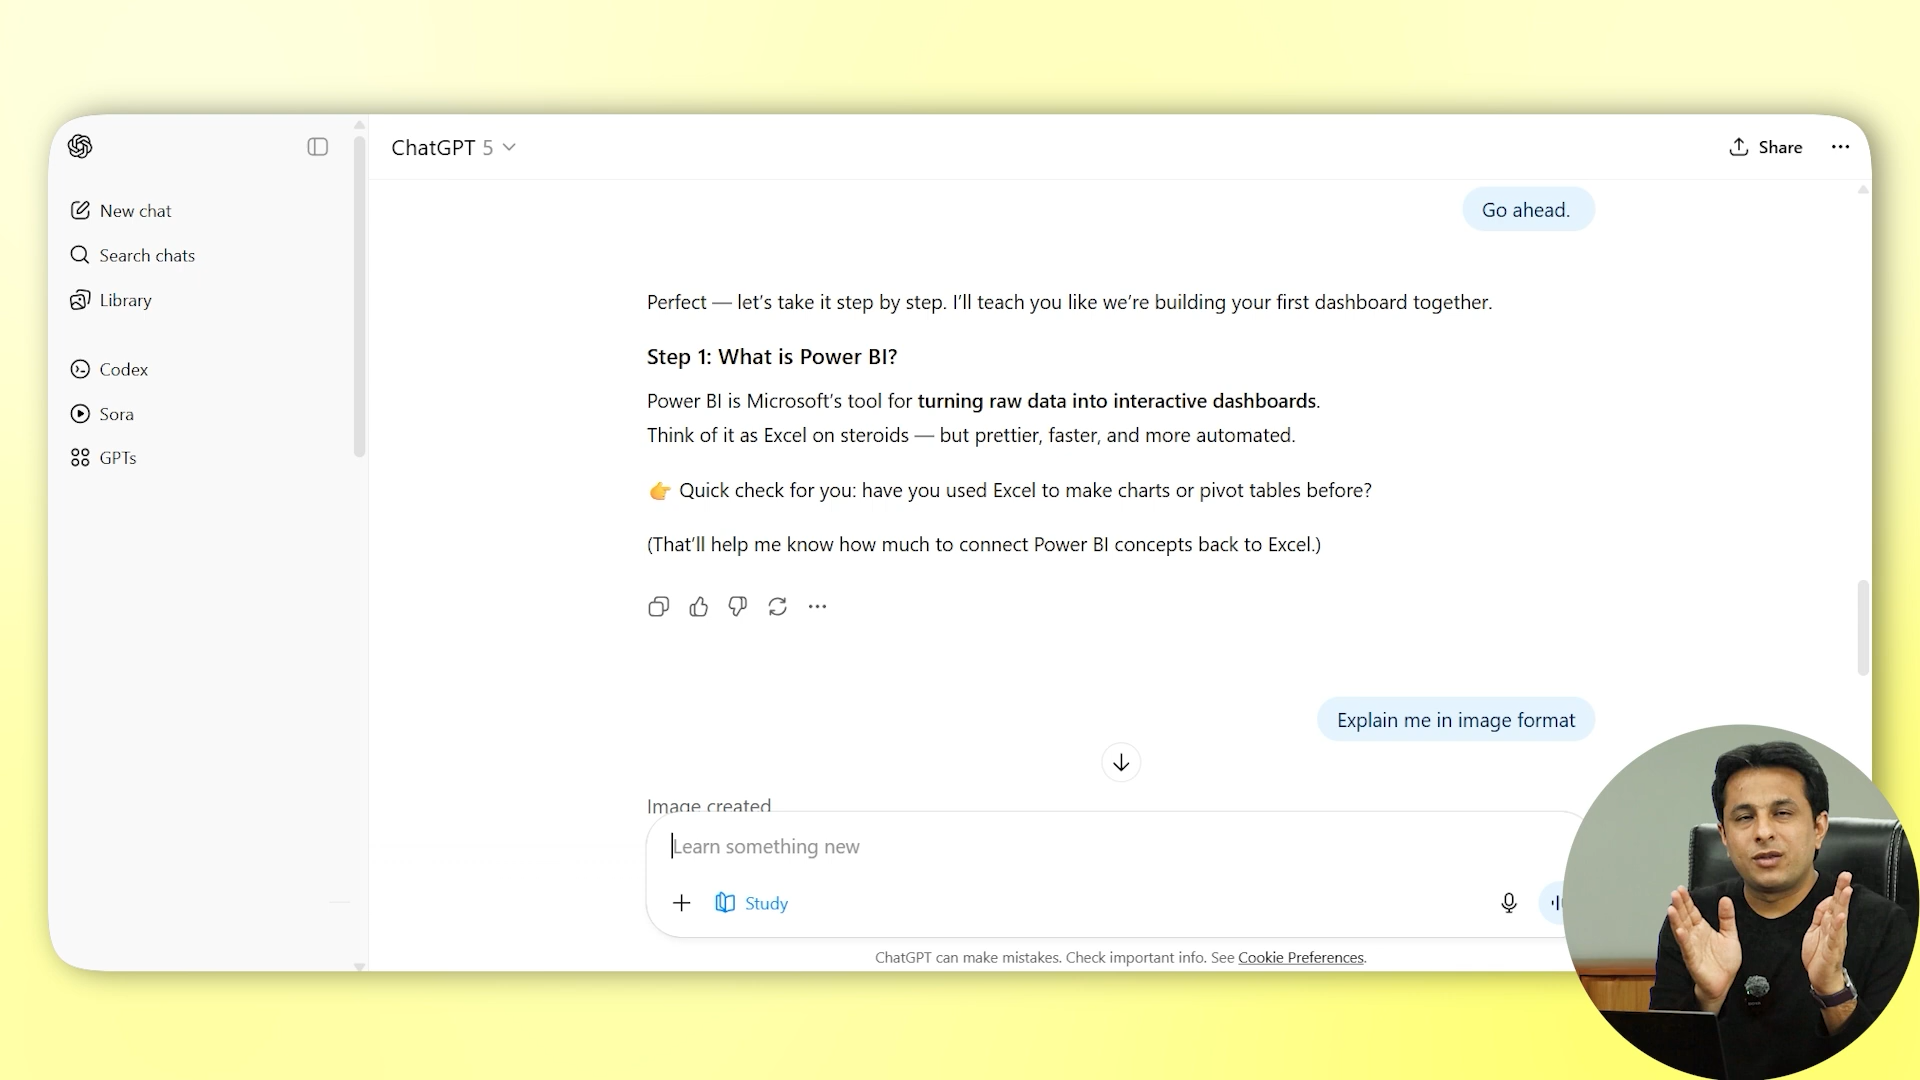 ChatGPT 5
Share
New chat
Search chats
Library
Codex
Sora
GPTs
Go ahead.
Perfect — let's take it step by step. I'll teach you like we're building your first dashboard together.
Step 1: What is Power BI?
Power BI is Microsoft's tool for turning raw data into interactive dashboards.
Think of it as Excel on steroids — but prettier, faster, and more automated.
👉 Quick check for you: have you used Excel to make charts or pivot tables before?
(That'll help me know how much to connect Power BI concepts back to Excel.)
Explain me in image format
Image created
Learn something new
Study
ChatGPT can make mistakes. Check important info. See Cookie Preferences.